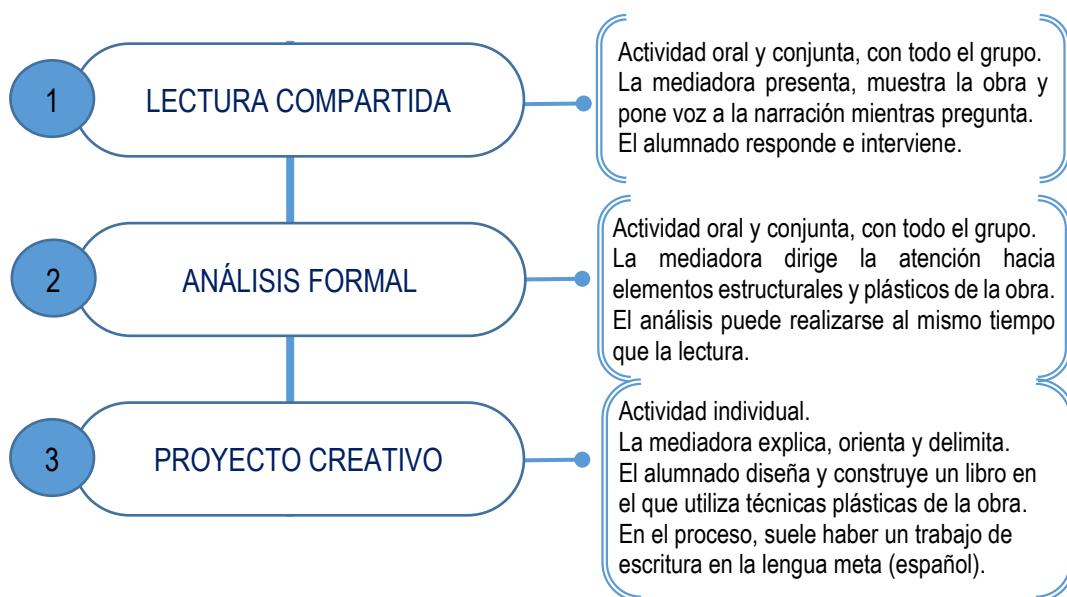 1
LECTURA COMPARTIDA
Actividad oral y conjunta, con todo el grupo.
La mediadora presenta, muestra la obra y
pone voz a la narración mientras pregunta.
El alumnado responde e interviene.
2
ANÁLISIS FORMAL
Actividad oral y conjunta, con todo el grupo.
La mediadora dirige la atención hacia
elementos estructurales y plásticos de la obra.
El análisis puede realizarse al mismo tiempo
que la lectura.
3
PROYECTO CREATIVO
Actividad individual.
La mediadora explica, orienta y delimita.
El alumnado diseña y construye un libro en
el que utiliza técnicas plásticas de la obra.
En el proceso, suele haber un trabajo de
escritura en la lengua meta (español).